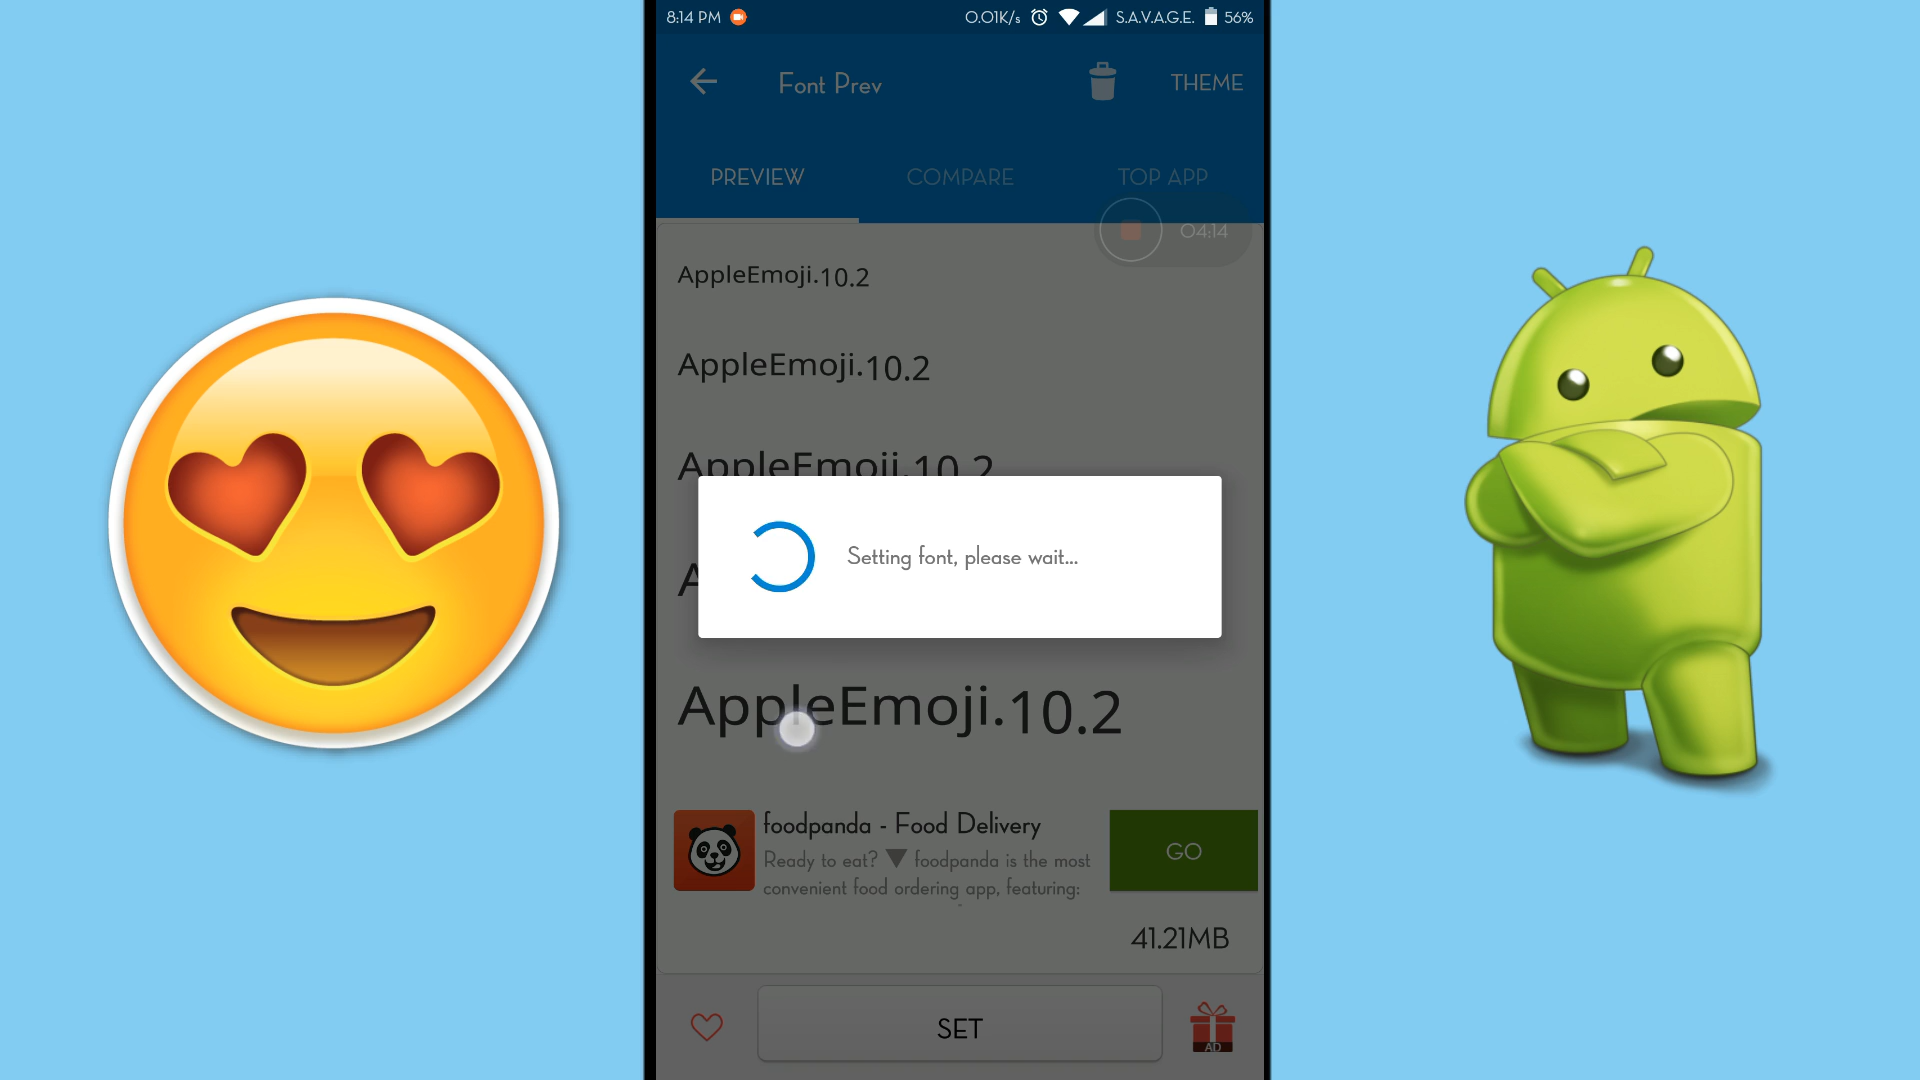 8:14 PM 0.01K/s S.A.V.A.G.E. 56%
Font Prev THEME
PREVIEW COMPARE TOP APP
04:14
AppleEmoji.10.2
AppleEmoji.10.2
AppleEmoji.10.2
A
Setting font, please wait...
AppleEmoji.10.2
foodpanda - Food Delivery
Ready to eat? ▼ foodpanda is the most
convenient food ordering app, featuring:
GO
41.21MB
SET
AD